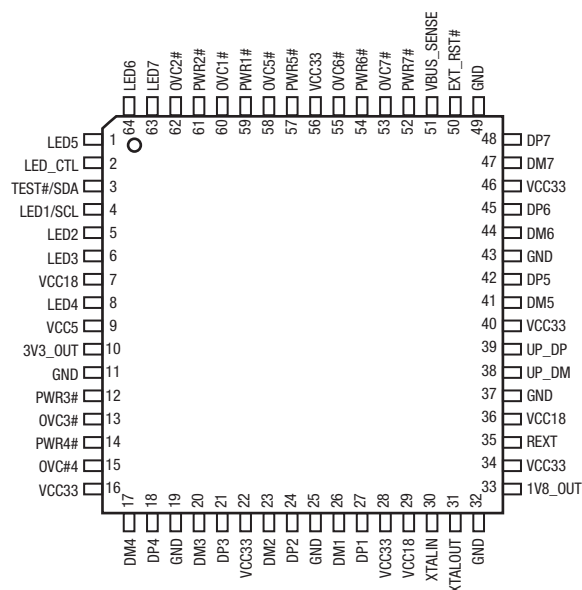 LED6
LED7
OVC2#
PWR2#
OVC1#
PWR1#
OVC5#
PWR5#
VCC33
OVC6#
PWR6#
OVC7#
PWR7#
VBUS_SENSE
EXT_RST#
GND
64
63
62
61
60
59
58
57
56
55
54
53
52
51
50
49
LED5 1
LED_CTL 2
TEST#/SDA 3
LED1/SCL 4
LED2 5
LED3 6
VCC18 7
LED4 8
VCC5 9
3V3_OUT 10
GND 11
PWR3# 12
OVC3# 13
PWR4# 14
OVC#4 15
VCC33 16
48 DP7
47 DM7
46 VCC33
45 DP6
44 DM6
43 GND
42 DP5
41 DM5
40 VCC33
39 UP_DP
38 UP_DM
37 GND
36 VCC18
35 REXT
34 VCC33
33 1V8_OUT
17
18
19
20
21
22
23
24
25
26
27
28
29
30
31
32
DM4
DP4
GND
DM3
DP3
VCC33
DM2
DP2
GND
DM1
DP1
VCC33
VCC18
XTALIN
XTALOUT
GND